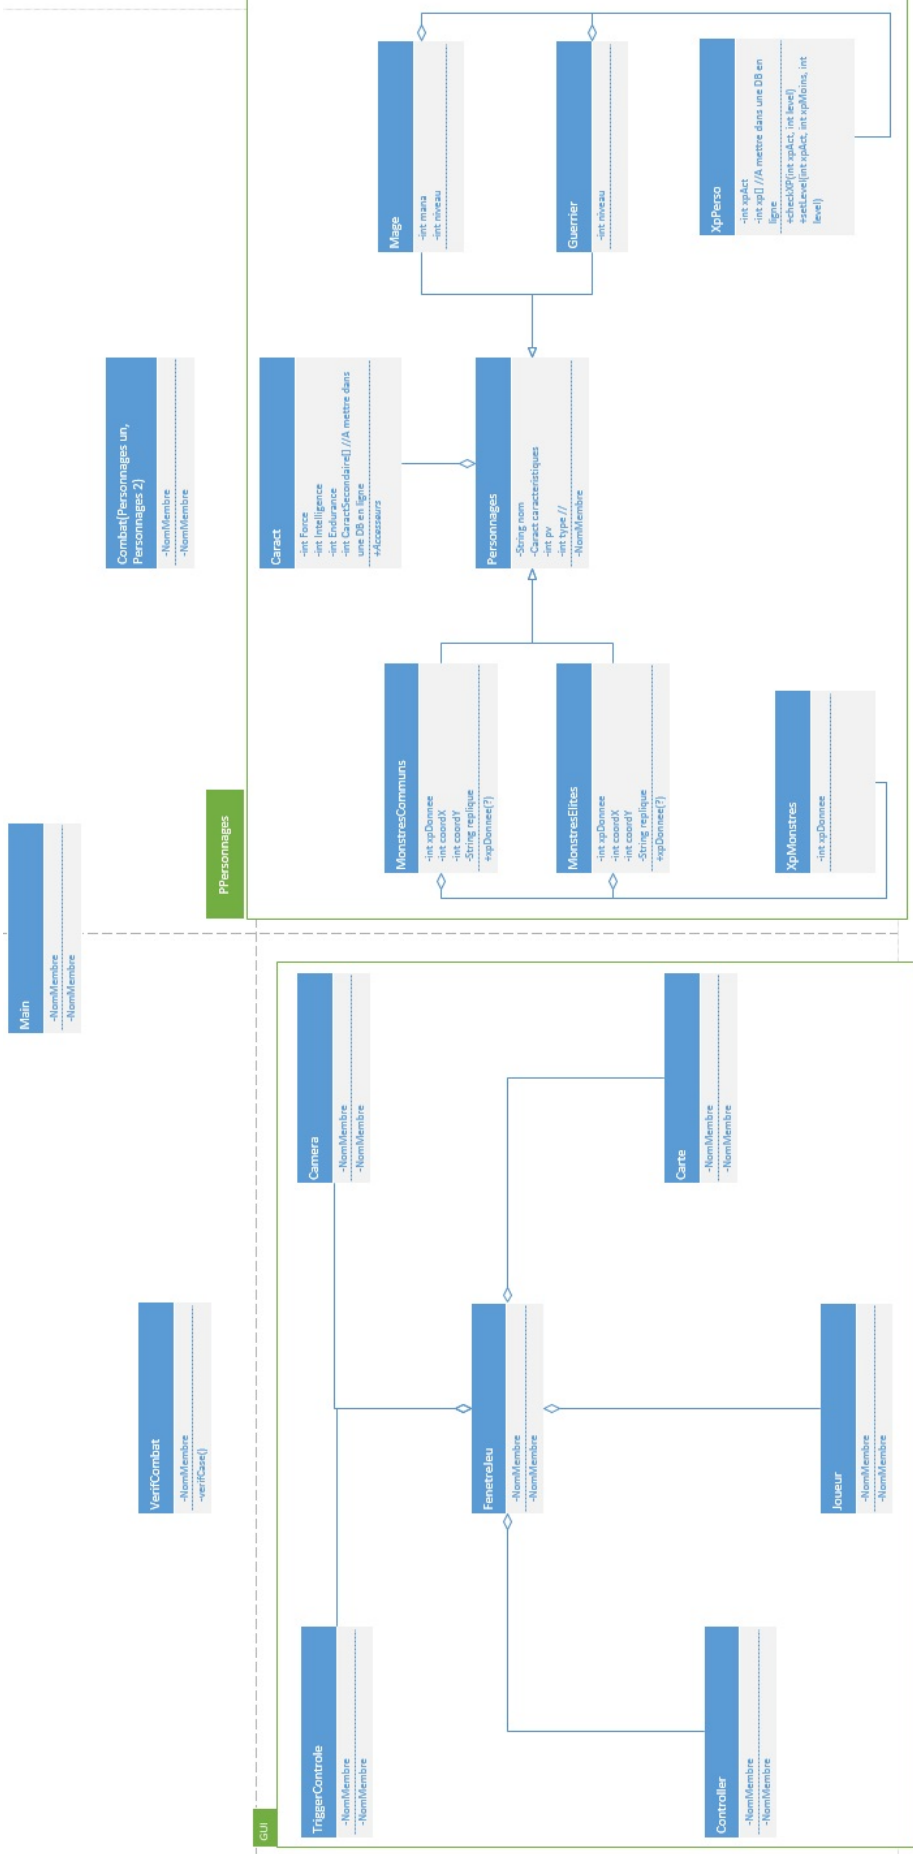 Main
-NomMembre
-NomMembre
VerifCombat
-NomMembre
-verifCase()
Combat(Personnages un,
Personnages 2)
-NomMembre
-NomMembre
GUI
TriggerControle
-NomMembre
-NomMembre
Camera
-NomMembre
-NomMembre
FenetreJeu
-NomMembre
-NomMembre
Controller
-NomMembre
-NomMembre
Carte
-NomMembre
-NomMembre
Joueur
-NomMembre
-NomMembre
PPersonnages
Caract
-int Force
-int Intelligence
-int Endurance
-int CaractSecondaire[] //A mettre dans
une DB en ligne
+Accesseurs
MonstresCommuns
-int xpDonnee
-int coordX
-int coordY
-String replique
+xpDonnee(?)
Personnages
-String nom
-Caract caracteristiques
-int pv
-int type //
-NomMembre
Mage
-int mana
-int niveau
MonstresElites
-int xpDonnee
-int coordX
-int coordY
-String replique
+xpDonnee(?)
Guerrier
-int niveau
XpMonstres
-int xpDonnee
XpPerso
-int xpAct
-int xp[] //A mettre dans une DB en
ligne
+checkXP(int xpAct, int level)
+setLevel(int xpAct, int xpMoins, int
level)